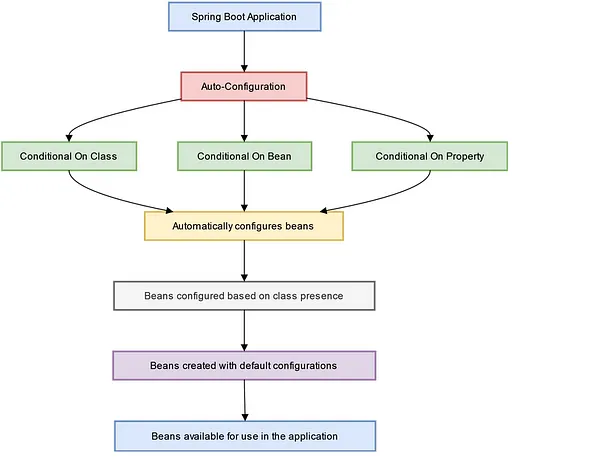 Spring Boot Application
Auto-Configuration
Conditional On Class
Conditional On Bean
Conditional On Property
Automatically configures beans
Beans configured based on class presence
Beans created with default configurations
Beans available for use in the application